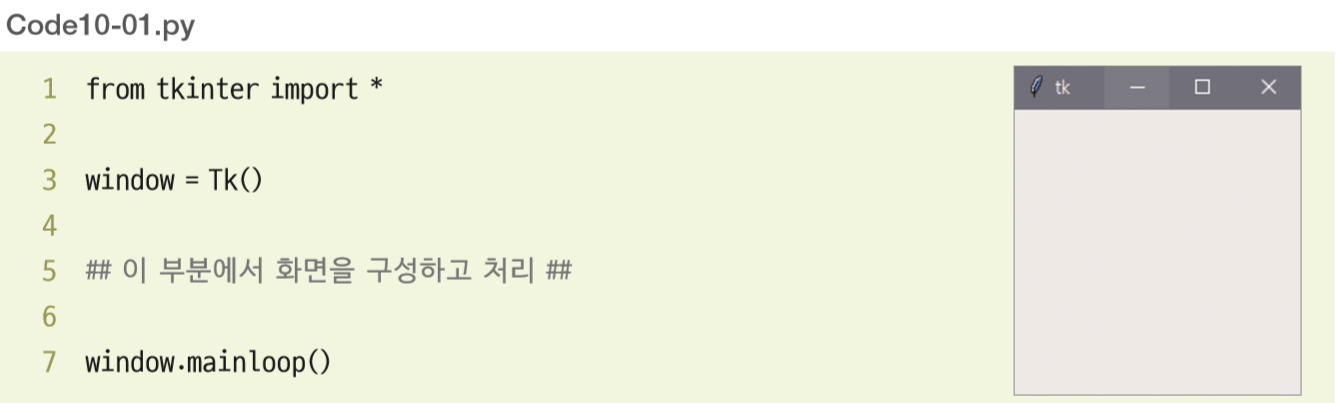 Code10-01.py
1 from tkinter import *
2
3 window = Tk()
4
5 ## 이 부분에서 화면을 구성하고 처리 ##
6
7 window.mainloop()
tk